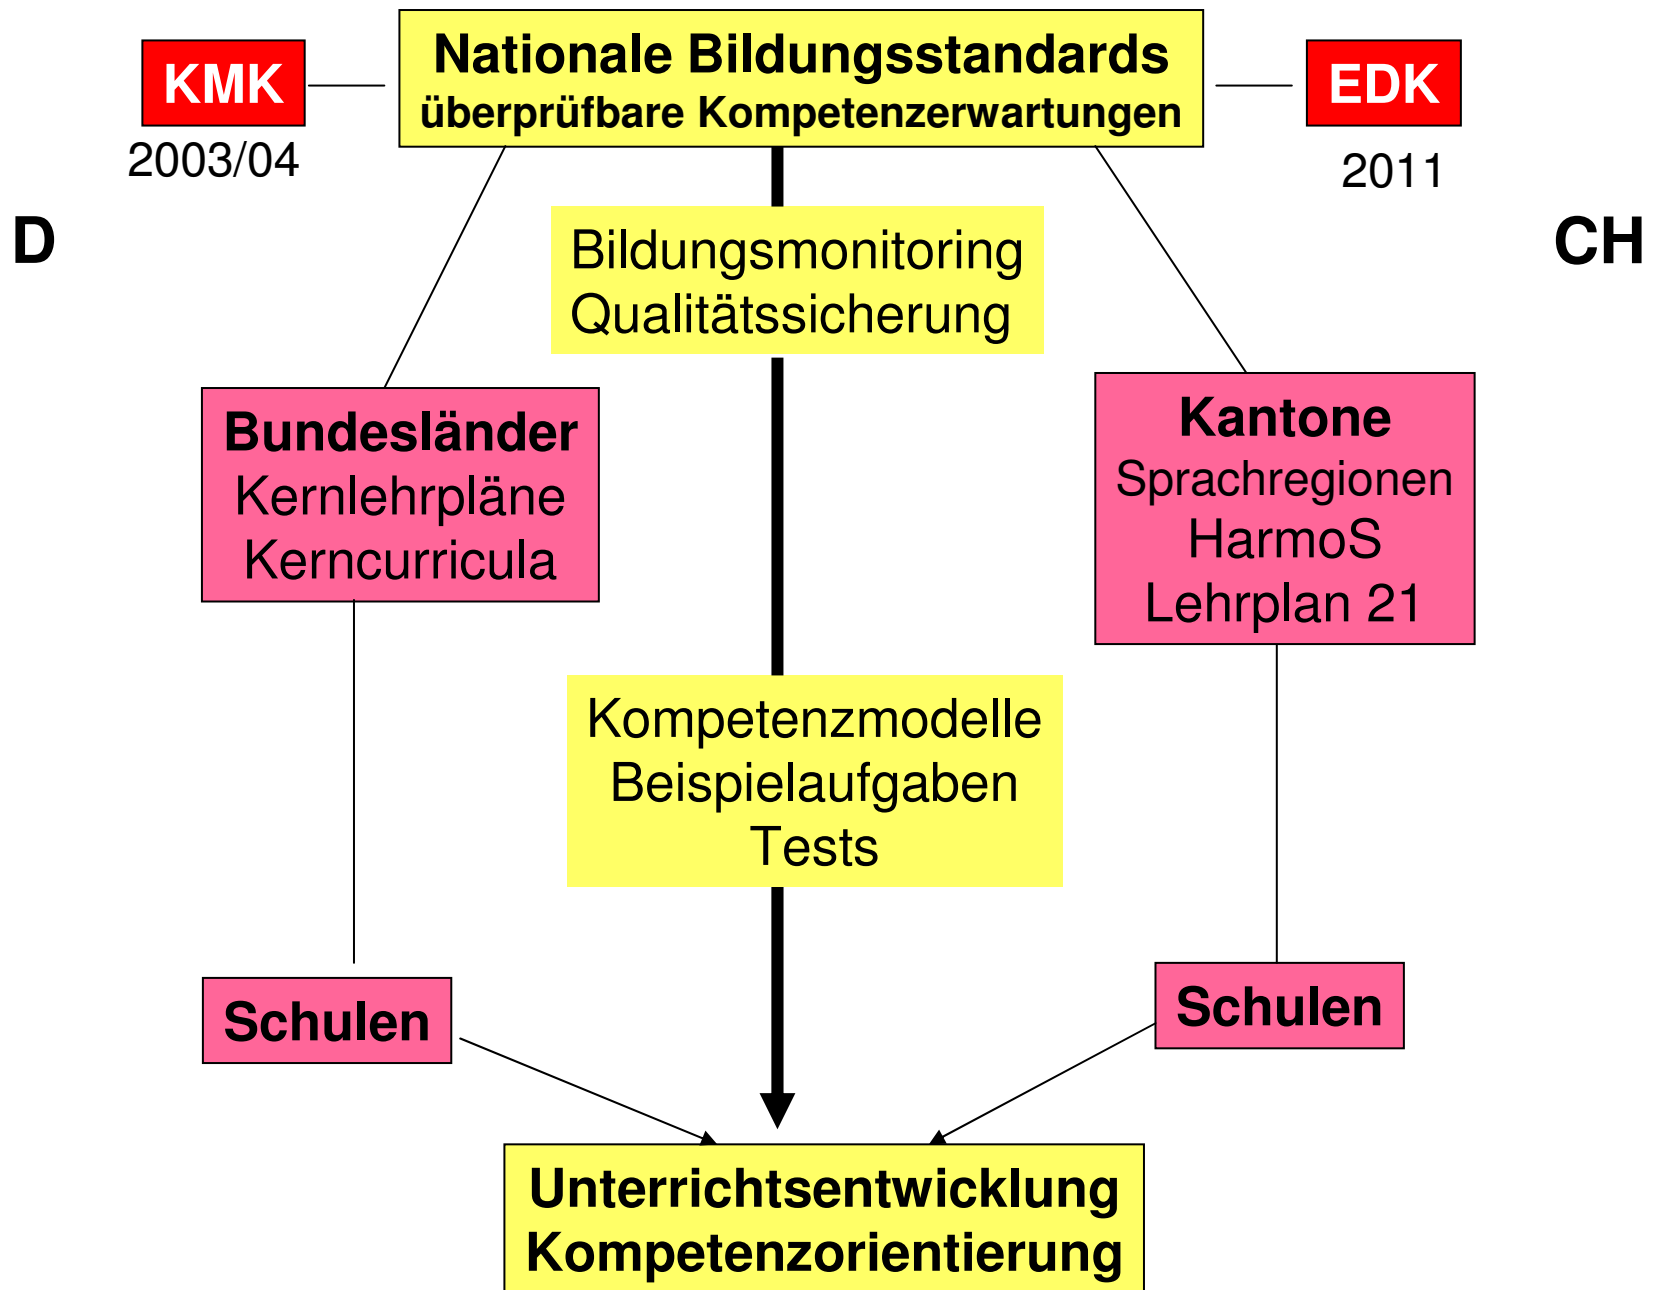 KMK
Nationale Bildungsstandards
überprüfbare Kompetenzerwartungen
EDK
2003/04
2011
D
CH
Bildungsmonitoring
Qualitätssicherung
Bundesländer
Kernlehrpläne
Kerncurricula
Kantone
Sprachregionen
HarmoS
Lehrplan 21
Kompetenzmodelle
Beispielaufgaben
Tests
Schulen
Schulen
Unterrichtsentwicklung
Kompetenzorientierung